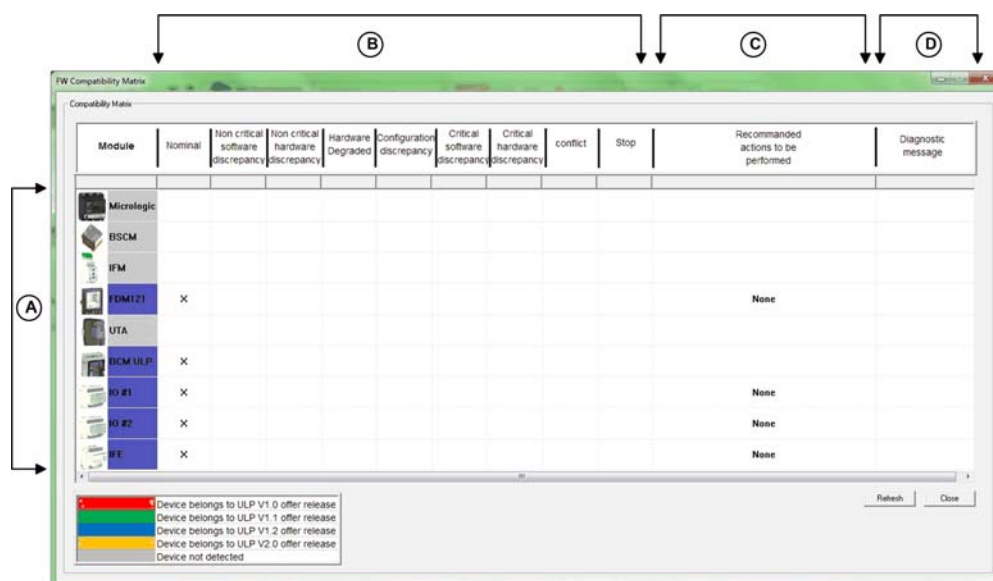 B
C
D
FW Compatibility Matrix
Compatibility Matrix
Module
Nominal
Non critical software discrepancy
Non critical hardware discrepancy
Hardware Degraded
Configuration discrepancy
Critical software discrepancy
Critical hardware discrepancy
conflict
Stop
Recommanded actions to be performed
Diagnostic message
Micrologic
BSCM
IFM
A
FDM121 X None
UTA
BCM ULP X
IO #1 X None
IO #2 X None
IFE X None
Refresh Close
Device belongs to ULP V1.0 offer release
Device belongs to ULP V1.1 offer release
Device belongs to ULP V1.2 offer release
Device belongs to ULP V2.0 offer release
Device not detected